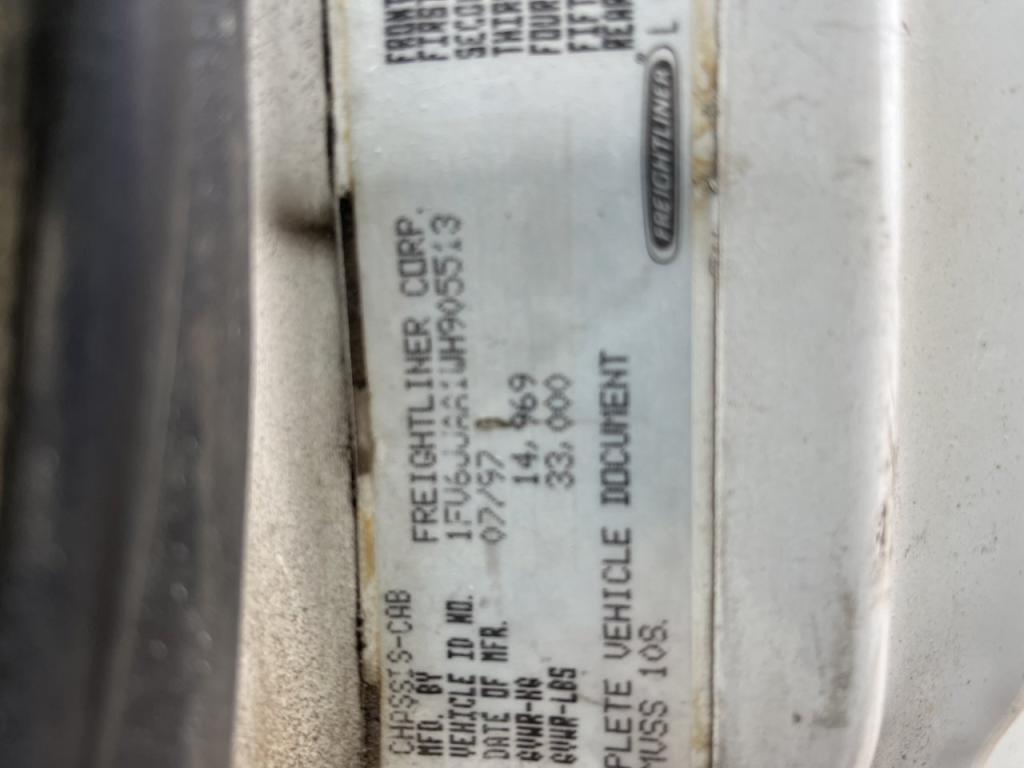 CHASSIS-CAB
MFD. BY FREIGHTLINER CORP.
VEHICLE ID NO. 1FV6JJAA1WH905513
DATE OF MFR. 07/97
GVWR-KG 14,969
GVWR-LBS 33,000
PLETE VEHICLE DOCUMENT
MVSS 105.
FRONT
FIRST
SECO
THIR
FOUR
FIFT
REAR
FREIGHTLINER
L